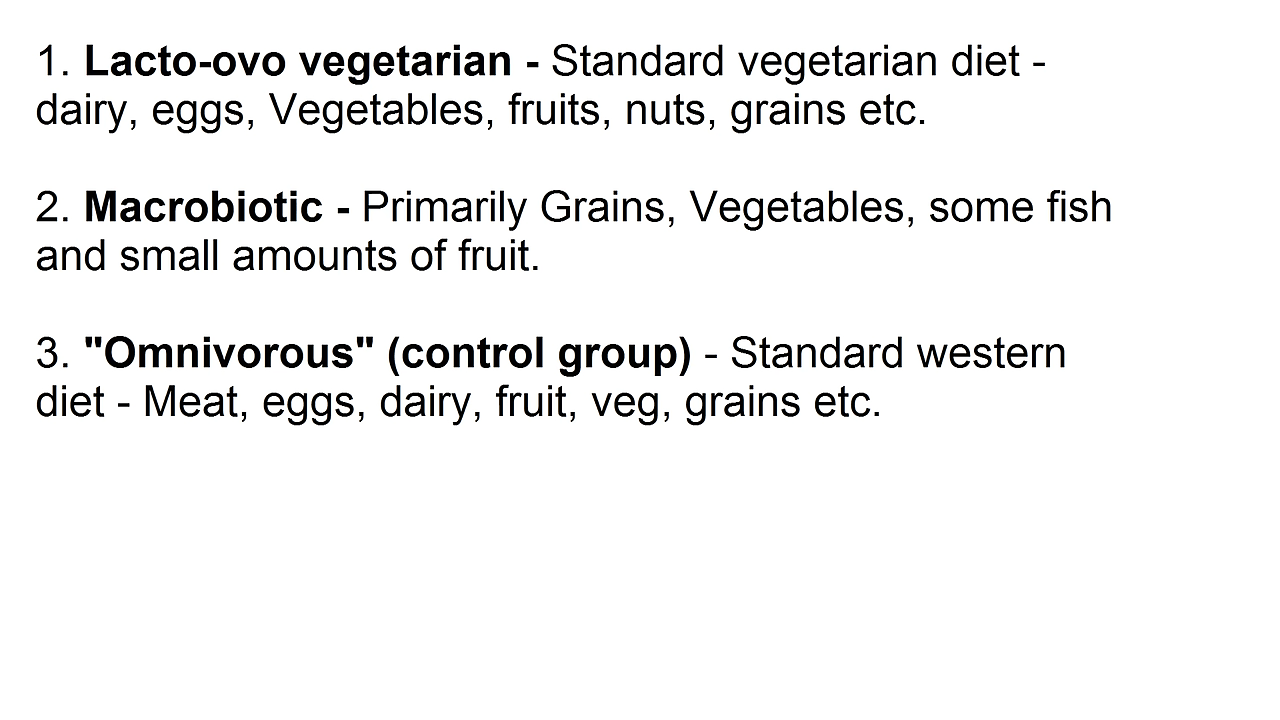 1. Lacto-ovo vegetarian - Standard vegetarian diet -
dairy, eggs, Vegetables, fruits, nuts, grains etc.
2. Macrobiotic - Primarily Grains, Vegetables, some fish
and small amounts of fruit.
3. "Omnivorous" (control group) - Standard western
diet - Meat, eggs, dairy, fruit, veg, grains etc.